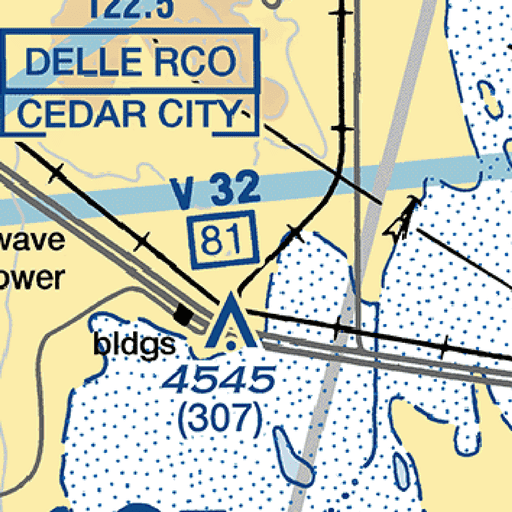 122.5
DELLE RCO
CEDAR CITY
V 32
81
wave
ower
bldgs
4545
(307)